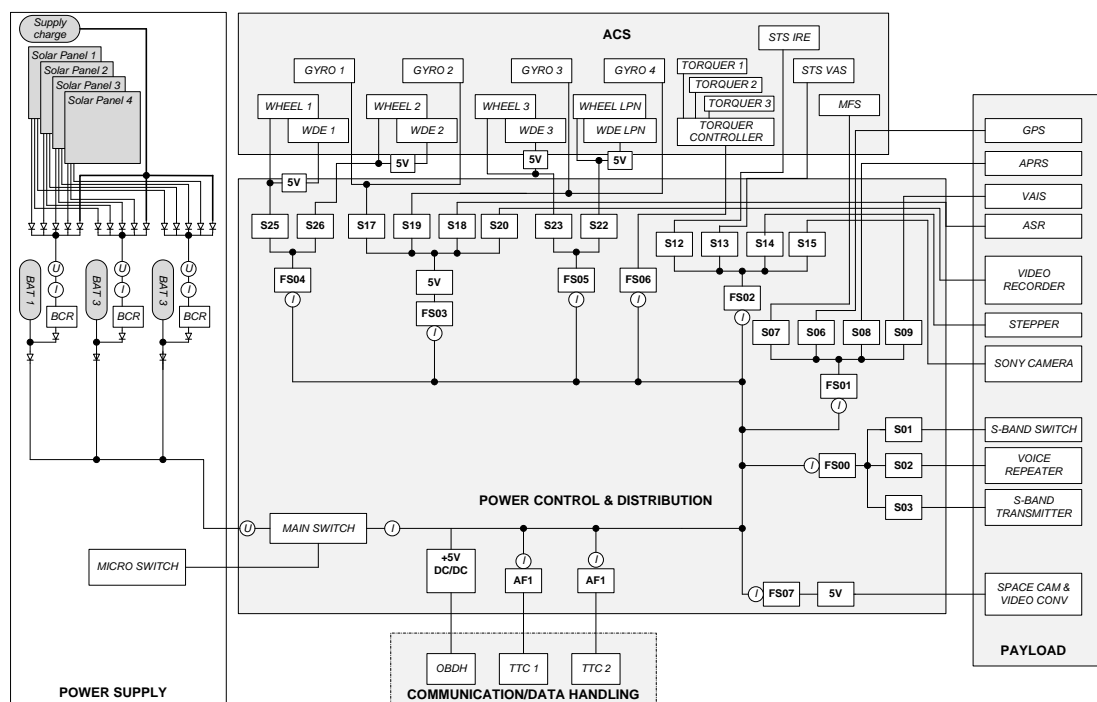 Supply
charge
Solar Panel 1
Solar Panel 2
Solar Panel 3
Solar Panel 4
U
U
U
I
I
I
BAT 1
BAT 3
BAT 3
BCR
BCR
BCR
MICRO SWITCH
POWER SUPPLY
ACS
GYRO 1
GYRO 2
GYRO 3
GYRO 4
STS IRE
STS VAS
MFS
TORQUER 1
TORQUER 2
TORQUER 3
TORQUER
CONTROLLER
WHEEL 1
WDE 1
WHEEL 2
WDE 2
WHEEL 3
WDE 3
WHEEL LPN
WDE LPN
5V
5V
5V
5V
S25
S26
S17
S19
S18
S20
S23
S22
S12
S13
S14
S15
FS04
I
5V
FS03
I
FS05
I
FS06
I
FS02
I
S07
S06
S08
S09
FS01
I
I
FS00
S01
S02
S03
POWER CONTROL & DISTRIBUTION
U
MAIN SWITCH
I
+5V
DC/DC
I
AF1
I
AF1
I
FS07
5V
OBDH
TTC 1
TTC 2
COMMUNICATION/DATA HANDLING
GPS
APRS
VAIS
ASR
VIDEO
RECORDER
STEPPER
SONY CAMERA
S-BAND SWITCH
VOICE
REPEATER
S-BAND
TRANSMITTER
SPACE CAM &
VIDEO CONV
PAYLOAD